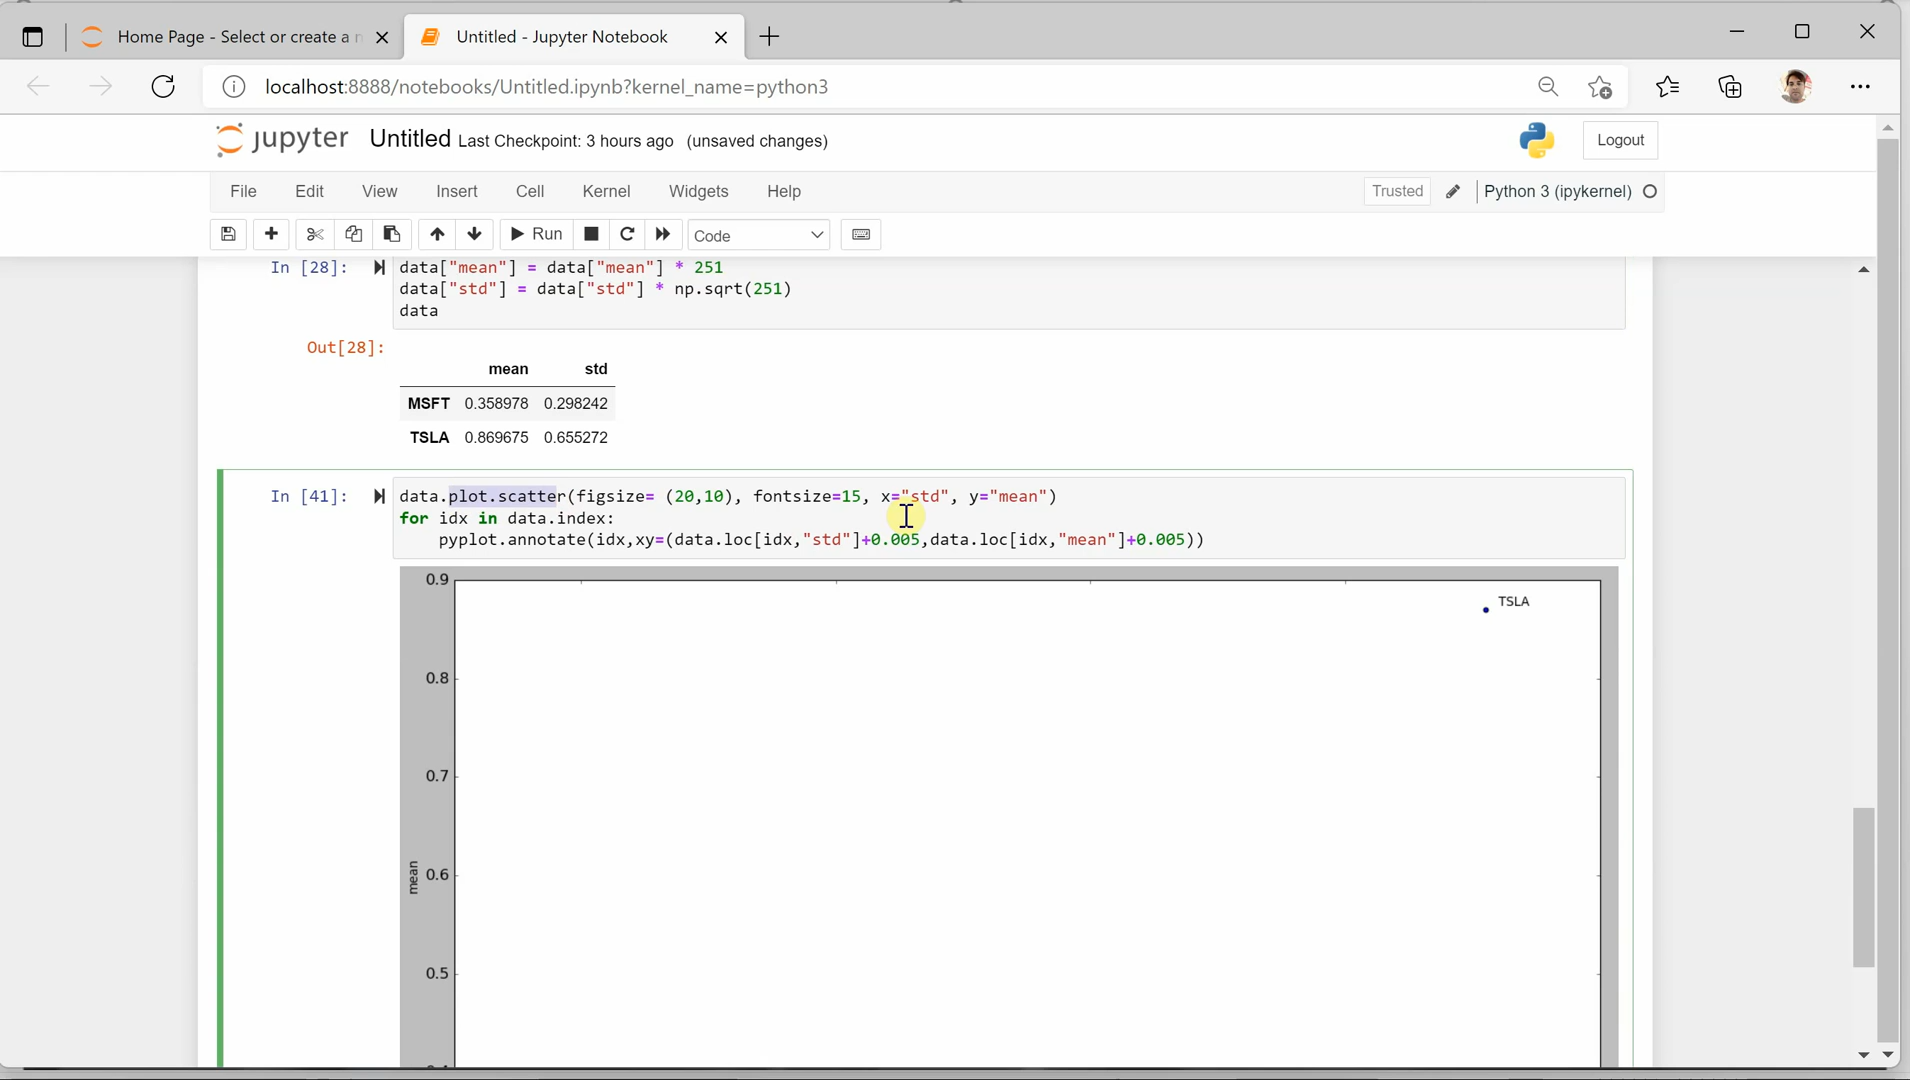 Home Page - Select or create a n
Untitled - Jupyter Notebook
localhost:8888/notebooks/Untitled.ipynb?kernel_name=python3
jupyter Untitled Last Checkpoint: 3 hours ago (unsaved changes)
Logout
File Edit View Insert Cell Kernel Widgets Help
Trusted Python 3 (ipykernel)
Run Code
In [28]: data["mean"] = data["mean"] * 251
data["std"] = data["std"] * np.sqrt(251)
data
Out[28]:
mean std
MSFT 0.358978 0.298242
TSLA 0.869675 0.655272
In [41]: data.plot.scatter(figsize= (20,10), fontsize=15, x="std", y="mean")
for idx in data.index:
pyplot.annotate(idx,xy=(data.loc[idx,"std"]+0.005,data.loc[idx,"mean"]+0.005))
0.9
TSLA
0.8
0.7
0.6
mean
0.5